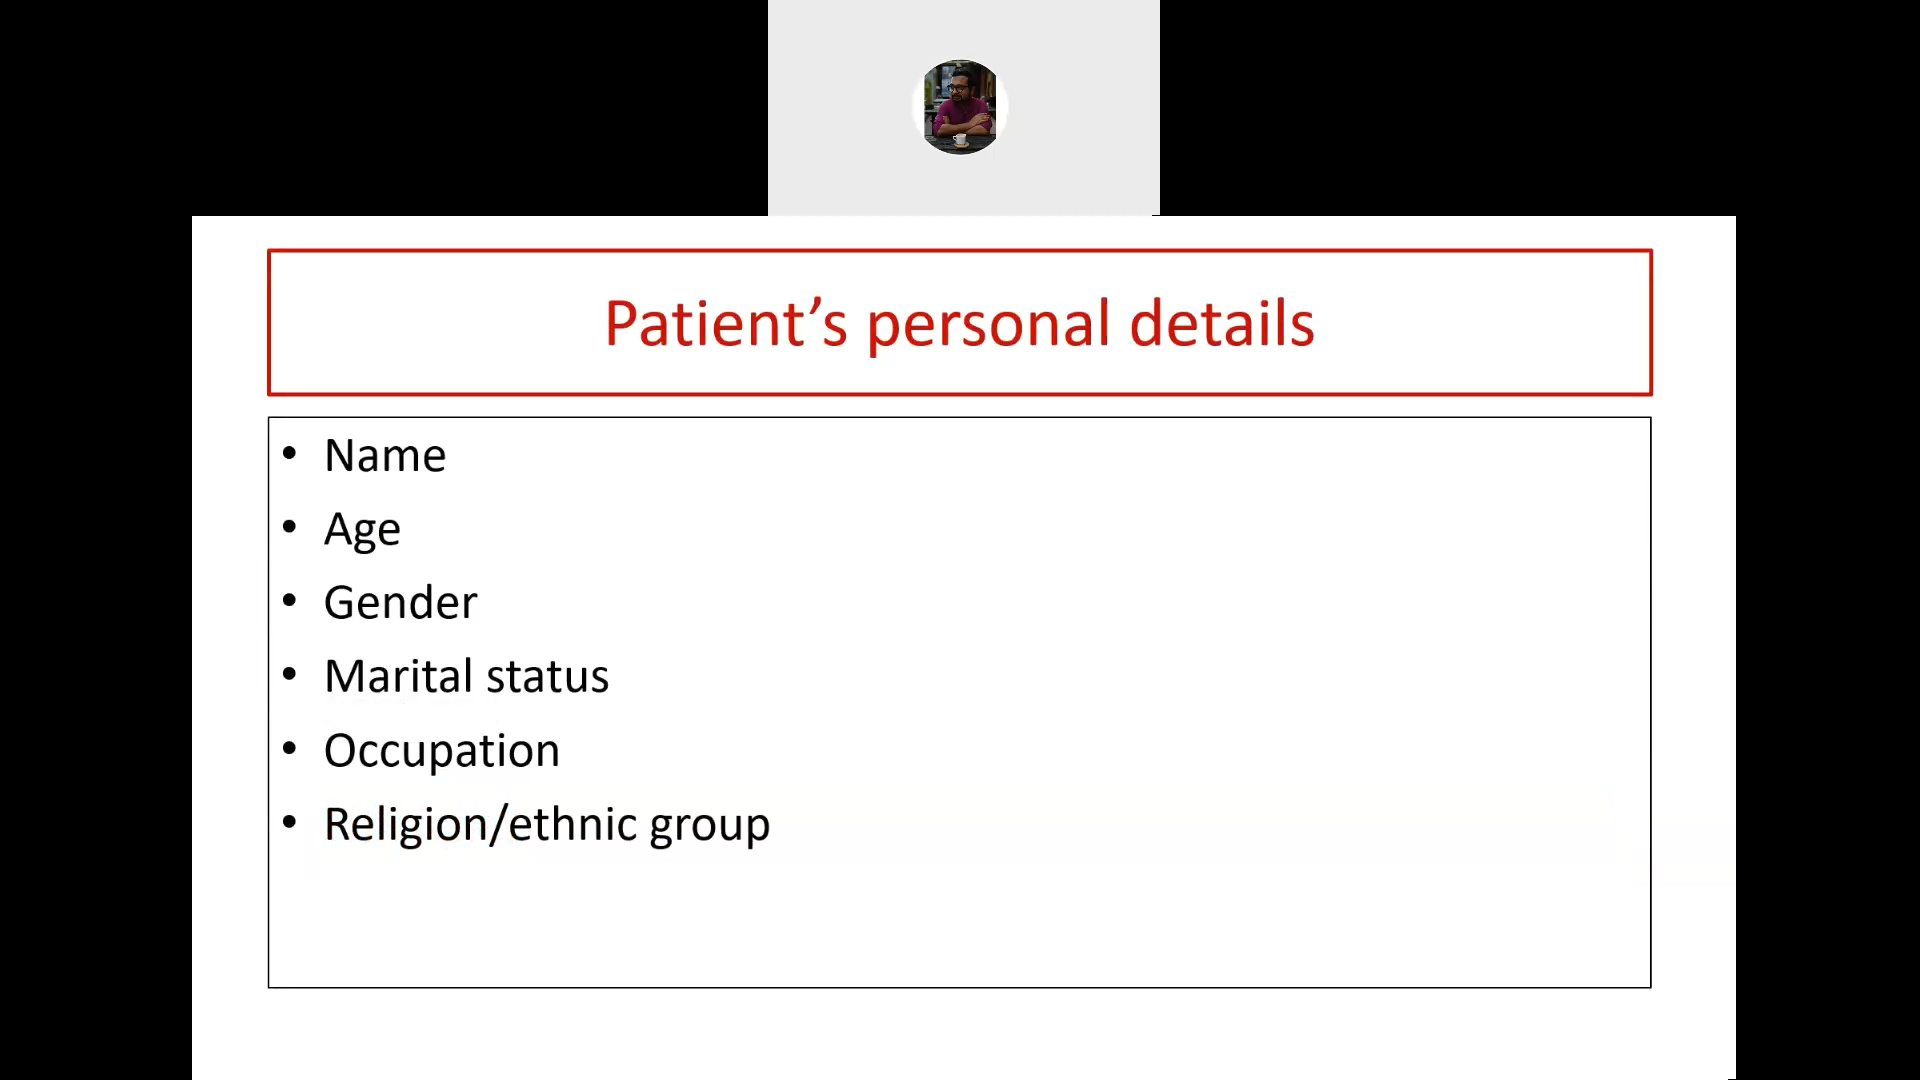 Patient’s personal details
• Name
• Age
• Gender
• Marital status
• Occupation
• Religion/ethnic group